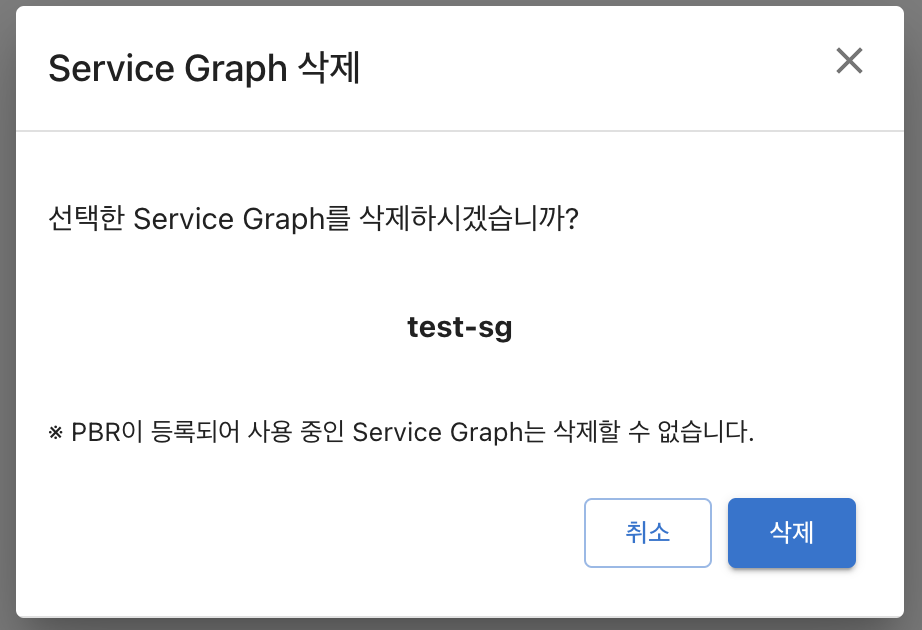 Service Graph 삭제
선택한 Service Graph를 삭제하시겠습니까?
test-sg
※ PBR이 등록되어 사용 중인 Service Graph는 삭제할 수 없습니다.
취소
삭제